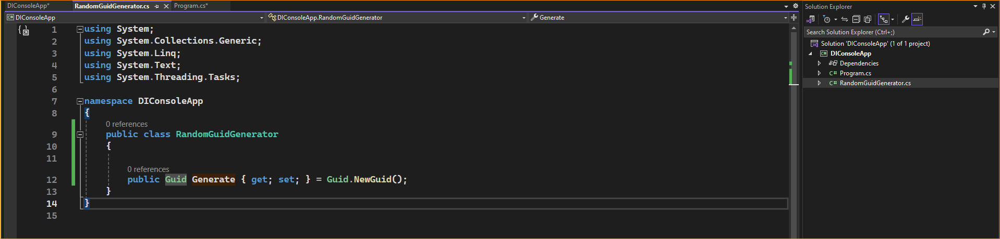 DIConsoleApp*
RandomGuidGenerator.cs
Program.cs*
DIConsoleApp
DIConsoleApp.RandomGuidGenerator
Generate
1 using System;
2 using System.Collections.Generic;
3 using System.Linq;
4 using System.Text;
5 using System.Threading.Tasks;
6
7 namespace DIConsoleApp
8 {
0 references
9 public class RandomGuidGenerator
10 {
11
0 references
12 public Guid Generate { get; set; } = Guid.NewGuid();
13 }
14 }
15
Solution Explorer
Search Solution Explorer (Ctrl+;)
Solution 'DIConsoleApp' (1 of 1 project)
C# DIConsoleApp
Dependencies
C# Program.cs
C# RandomGuidGenerator.cs